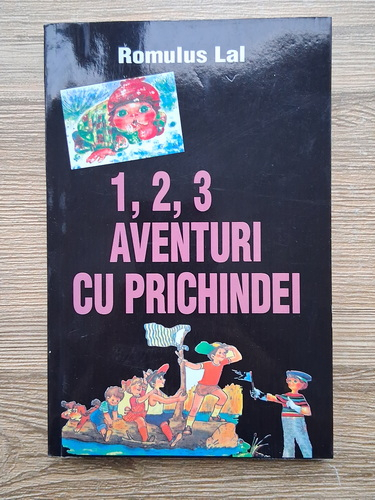 Romulus Lal
1, 2, 3
AVENTURI
CU PRICHINDEI